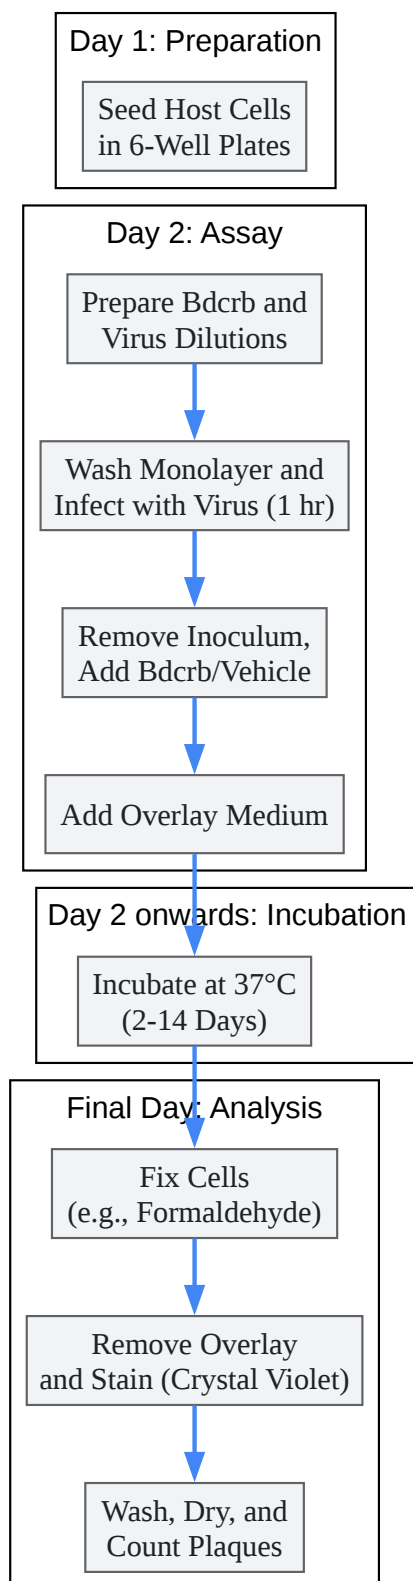 Day 1: Preparation
Seed Host Cells
in 6-Well Plates
Day 2: Assay
Prepare Bdcrb and
Virus Dilutions
Wash Monolayer and
Infect with Virus (1 hr)
Remove Inoculum,
Add Bdcrb/Vehicle
Add Overlay Medium
Day 2 onwards: Incubation
Incubate at 37°C
(2-14 Days)
Final Day: Analysis
Fix Cells
(e.g., Formaldehyde)
Remove Overlay
and Stain (Crystal Violet)
Wash, Dry, and
Count Plaques